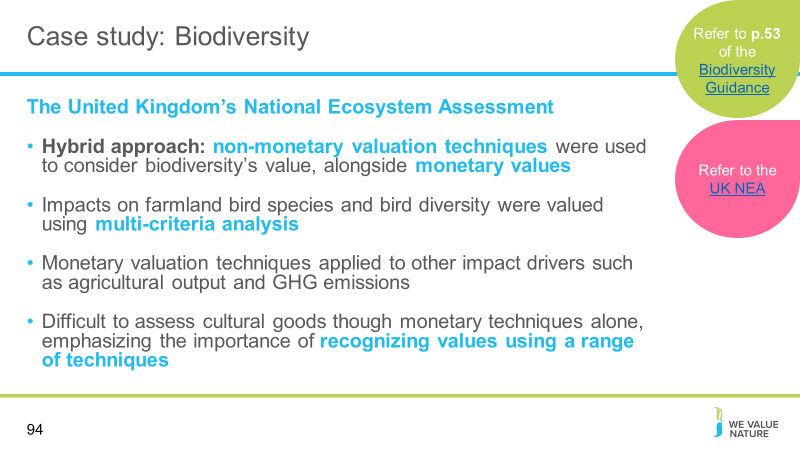 Case study: Biodiversity
Refer to p.53
of the
Biodiversity
Guidance
The United Kingdom’s National Ecosystem Assessment
• Hybrid approach: non-monetary valuation techniques were used
to consider biodiversity’s value, alongside monetary values
Refer to the
UK NEA
• Impacts on farmland bird species and bird diversity were valued
using multi-criteria analysis
• Monetary valuation techniques applied to other impact drivers such
as agricultural output and GHG emissions
• Difficult to assess cultural goods though monetary techniques alone,
emphasizing the importance of recognizing values using a range
of techniques
94
WE VALUE
NATURE